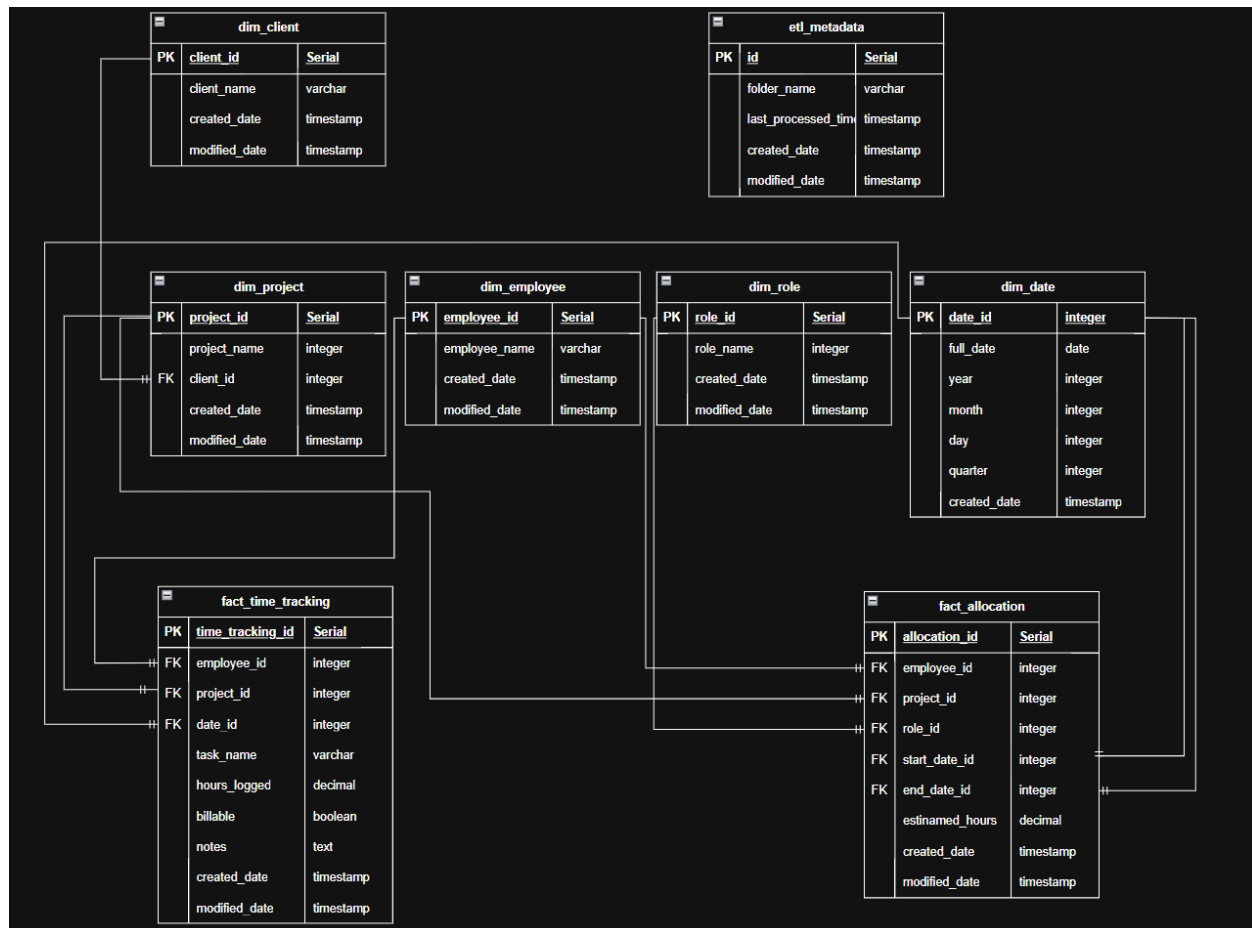 dim_client
PK client_id Serial
client_name varchar
created_date timestamp
modified_date timestamp
etl_metadata
PK id Serial
folder_name varchar
last_processed_time timestamp
created_date timestamp
modified_date timestamp
dim_project
PK project_id Serial
project_name integer
FK client_id integer
created_date timestamp
modified_date timestamp
dim_employee
PK employee_id Serial
employee_name varchar
created_date timestamp
modified_date timestamp
dim_role
PK role_id Serial
role_name integer
created_date timestamp
modified_date timestamp
dim_date
PK date_id integer
full_date date
year integer
month integer
day integer
quarter integer
created_date timestamp
fact_time_tracking
PK time_tracking_id Serial
FK employee_id integer
FK project_id integer
FK date_id integer
task_name varchar
hours_logged decimal
billable boolean
notes text
created_date timestamp
modified_date timestamp
fact_allocation
PK allocation_id Serial
FK employee_id integer
FK project_id integer
FK role_id integer
FK start_date_id integer
FK end_date_id integer
estinamed_hours decimal
created_date timestamp
modified_date timestamp